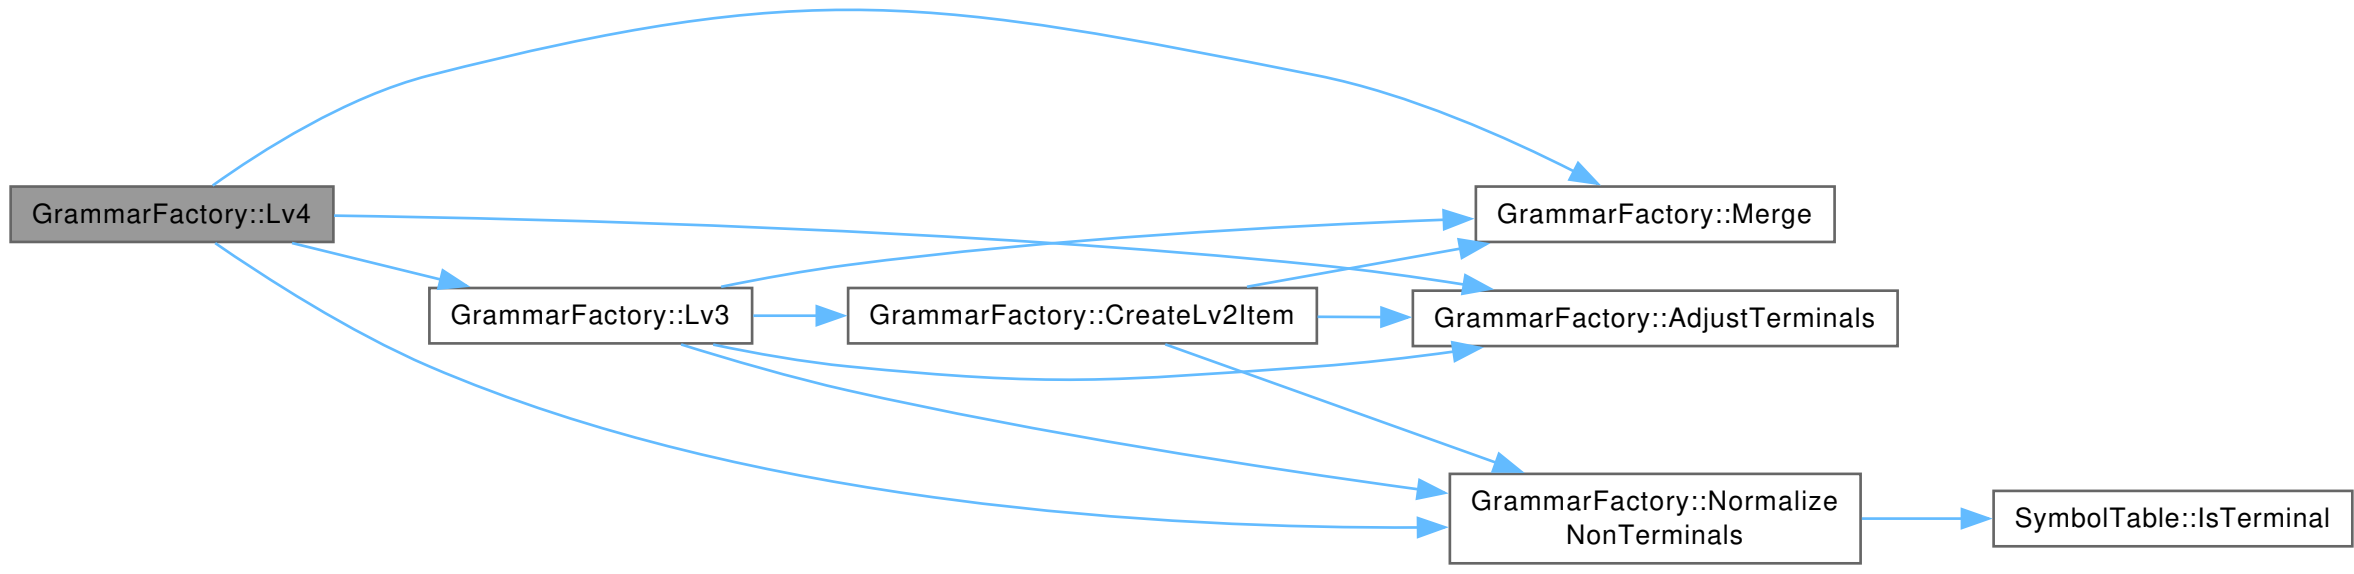 GrammarFactory::Lv4
GrammarFactory::Lv3
GrammarFactory::CreateLv2Item
GrammarFactory::Merge
GrammarFactory::AdjustTerminals
GrammarFactory::Normalize
NonTerminals
SymbolTable::IsTerminal